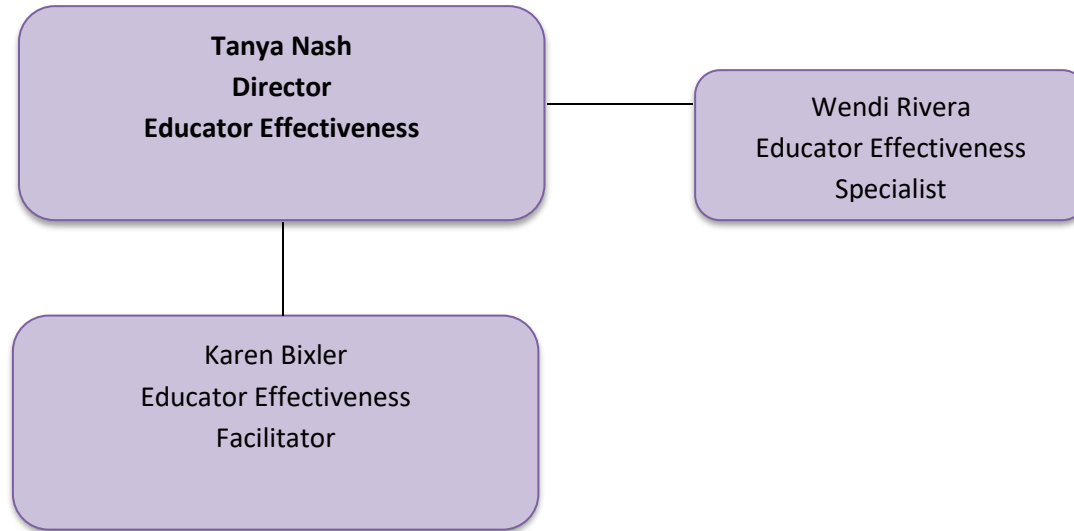 Tanya Nash
Director
Educator Effectiveness
Wendi Rivera
Educator Effectiveness
Specialist
Karen Bixler
Educator Effectiveness
Facilitator